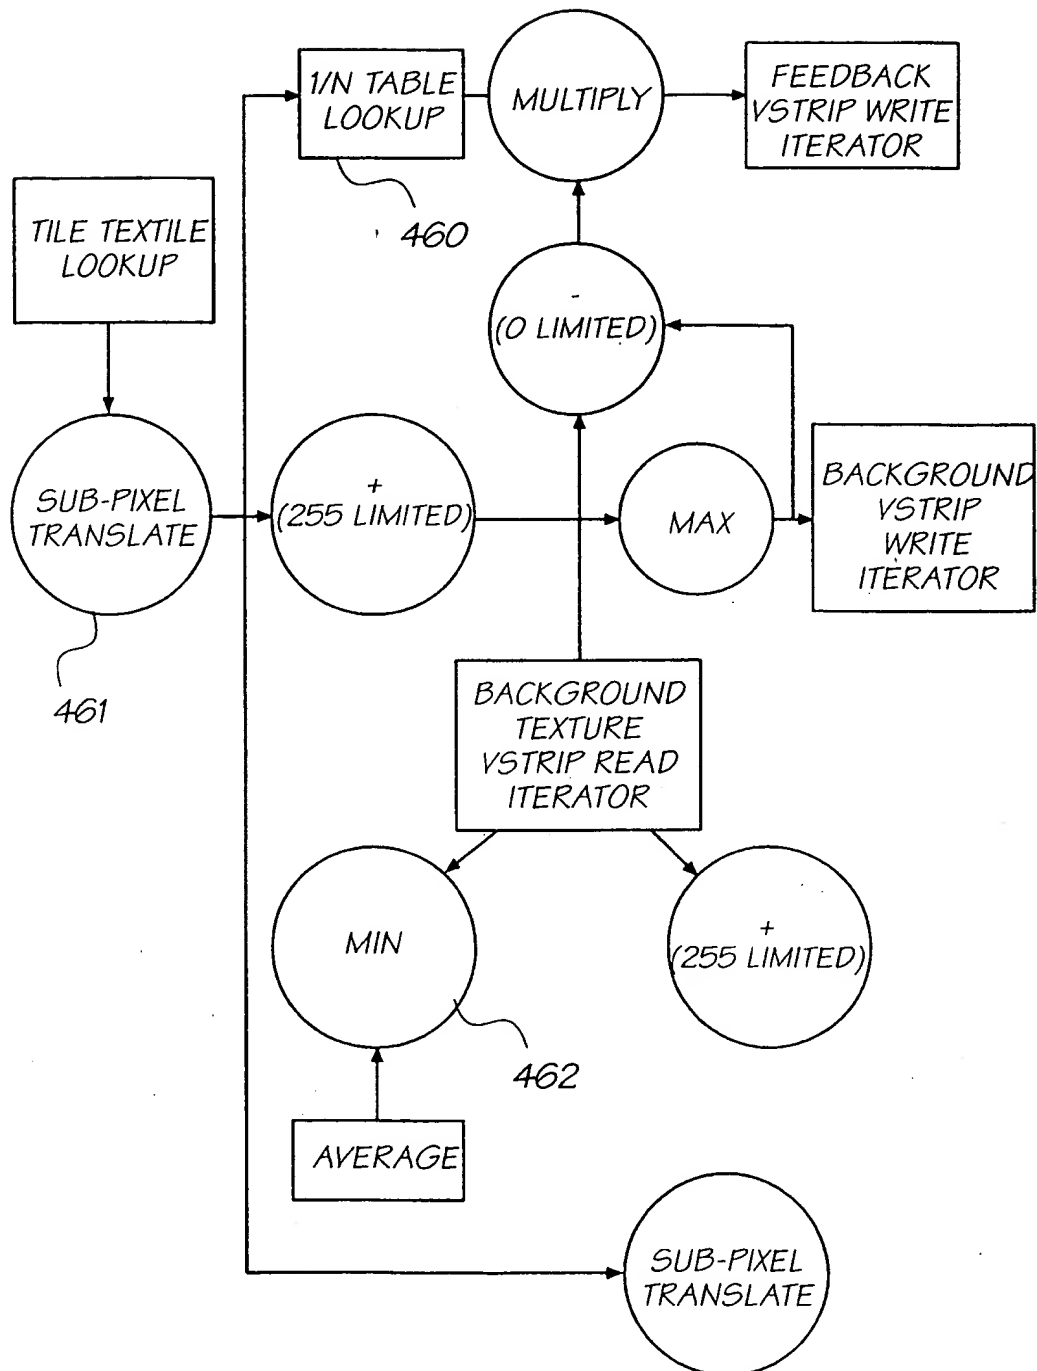 1/N TABLE
LOOKUP
MULTIPLY
FEEDBACK
VSTRIP WRITE
ITERATOR
460
TILE TEXTILE
LOOKUP
-
(0 LIMITED)
SUB-PIXEL
TRANSLATE
461
+
(255 LIMITED)
MAX
BACKGROUND
VSTRIP
WRITE
ITERATOR
BACKGROUND
TEXTURE
VSTRIP READ
ITERATOR
MIN
462
+
(255 LIMITED)
AVERAGE
SUB-PIXEL
TRANSLATE